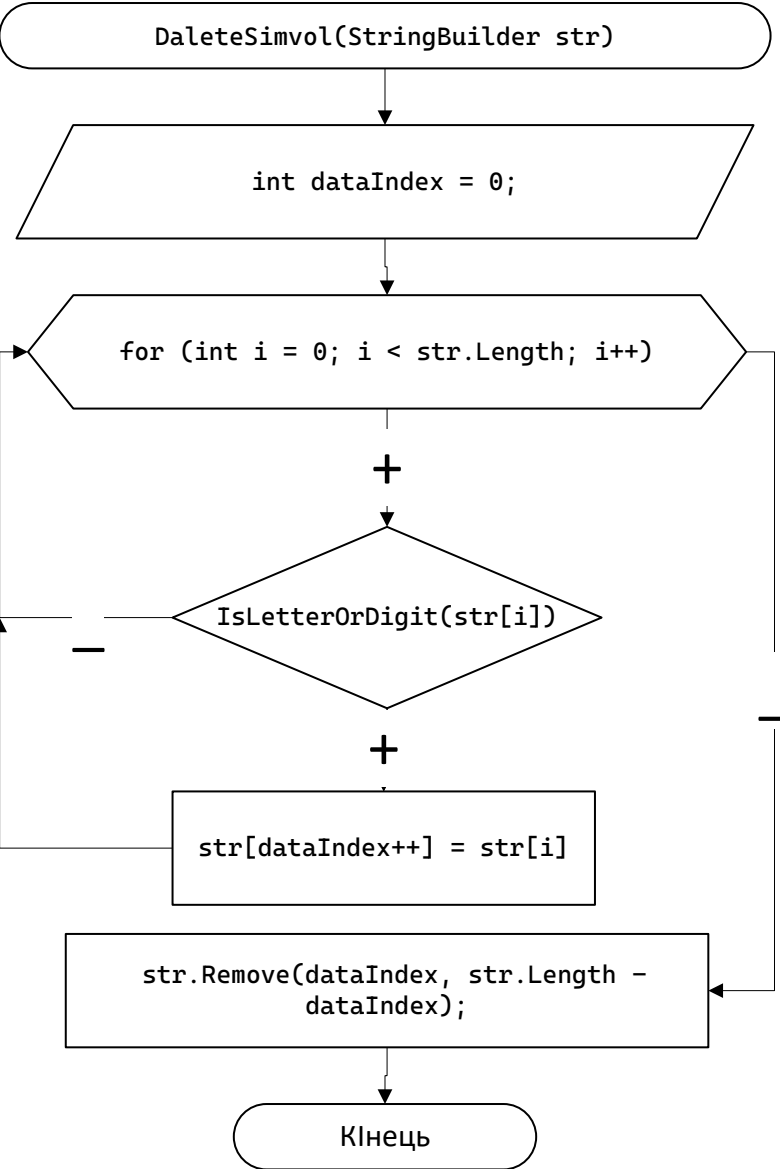 DaleteSimvol(StringBuilder str)
int dataIndex = 0;
for (int i = 0; i < str.Length; i++)
+
IsLetterOrDigit(str[i])
−
+
−
str[dataIndex++] = str[i]
str.Remove(dataIndex, str.Length −
dataIndex);
КІнець